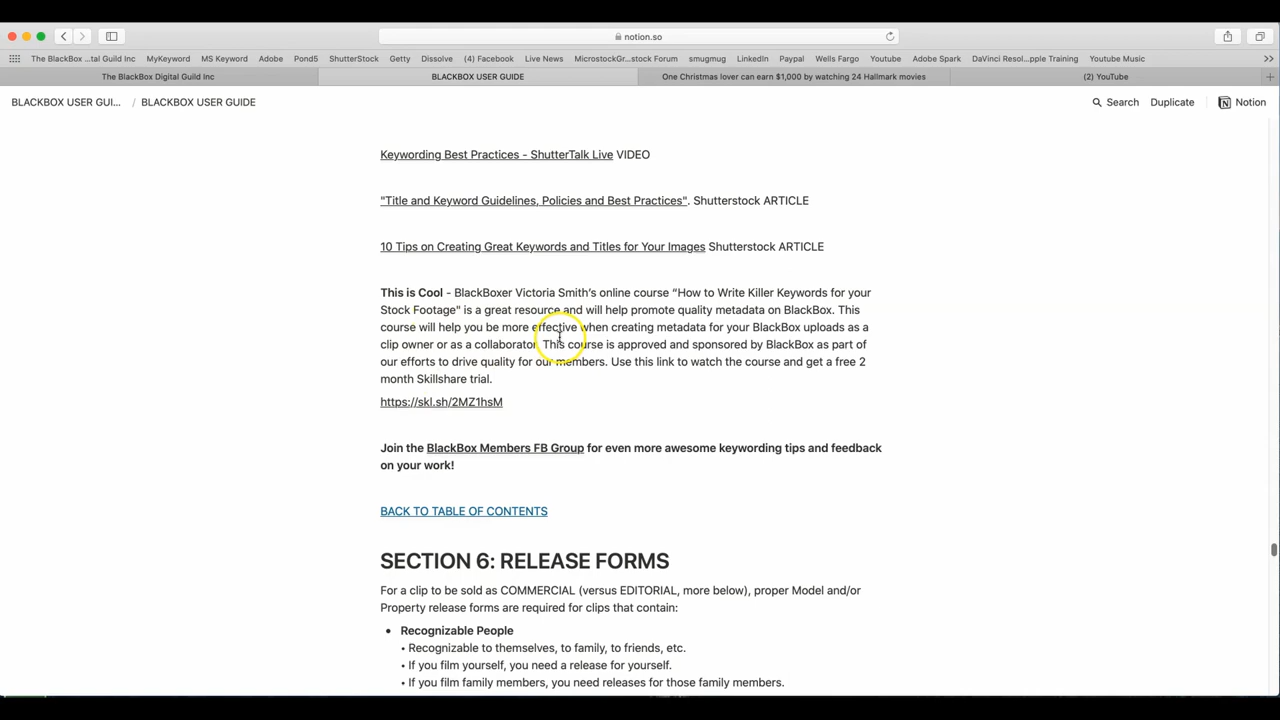 notion.so
The BlackBox ...tal Guild Inc MyKeyword MS Keyword Adobe Pond5 ShutterStock Getty Dissolve (4) Facebook Live News MicrostockGr...stock Forum smugmug LinkedIn Paypal Wells Fargo Youtube Adobe Spark DaVinci Resol...pple Training Youtube Music
The BlackBox Digital Guild Inc BLACKBOX USER GUIDE One Christmas lover can earn $1,000 by watching 24 Hallmark movies (2) YouTube
BLACKBOX USER GUI... / BLACKBOX USER GUIDE Search Duplicate Notion
Keywording Best Practices - ShutterTalk Live VIDEO
"Title and Keyword Guidelines, Policies and Best Practices". Shutterstock ARTICLE
10 Tips on Creating Great Keywords and Titles for Your Images Shutterstock ARTICLE
This is Cool - BlackBoxer Victoria Smith's online course “How to Write Killer Keywords for your
Stock Footage" is a great resource and will help promote quality metadata on BlackBox. This
course will help you be more effective when creating metadata for your BlackBox uploads as a
clip owner or as a collaborator. This course is approved and sponsored by BlackBox as part of
our efforts to drive quality for our members. Use this link to watch the course and get a free 2
month Skillshare trial.
https://skl.sh/2MZ1hsM
Join the BlackBox Members FB Group for even more awesome keywording tips and feedback
on your work!
BACK TO TABLE OF CONTENTS
SECTION 6: RELEASE FORMS
For a clip to be sold as COMMERCIAL (versus EDITORIAL, more below), proper Model and/or
Property release forms are required for clips that contain:
• Recognizable People
• Recognizable to themselves, to family, to friends, etc.
• If you film yourself, you need a release for yourself.
• If you film family members, you need releases for those family members.